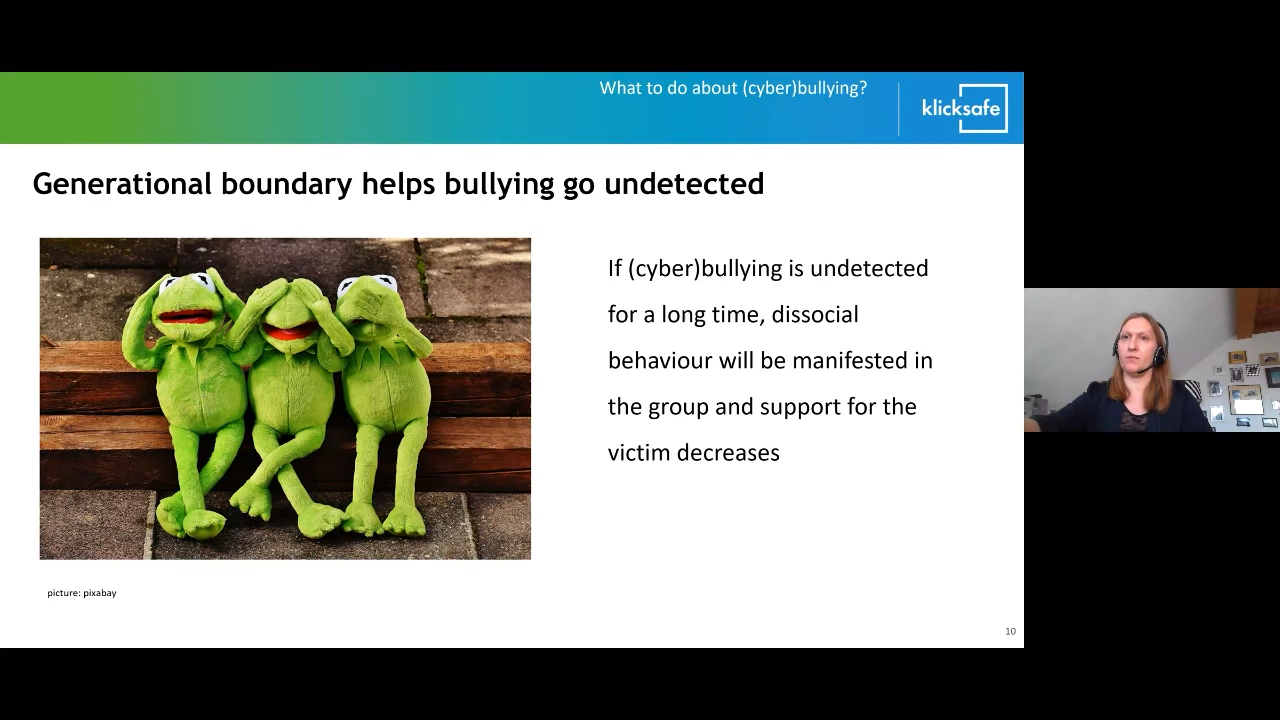 What to do about (cyber)bullying?
klicksafe
Generational boundary helps bullying go undetected
If (cyber)bullying is undetected
for a long time, dissocial
behaviour will be manifested in
the group and support for the
victim decreases
picture: pixabay
10